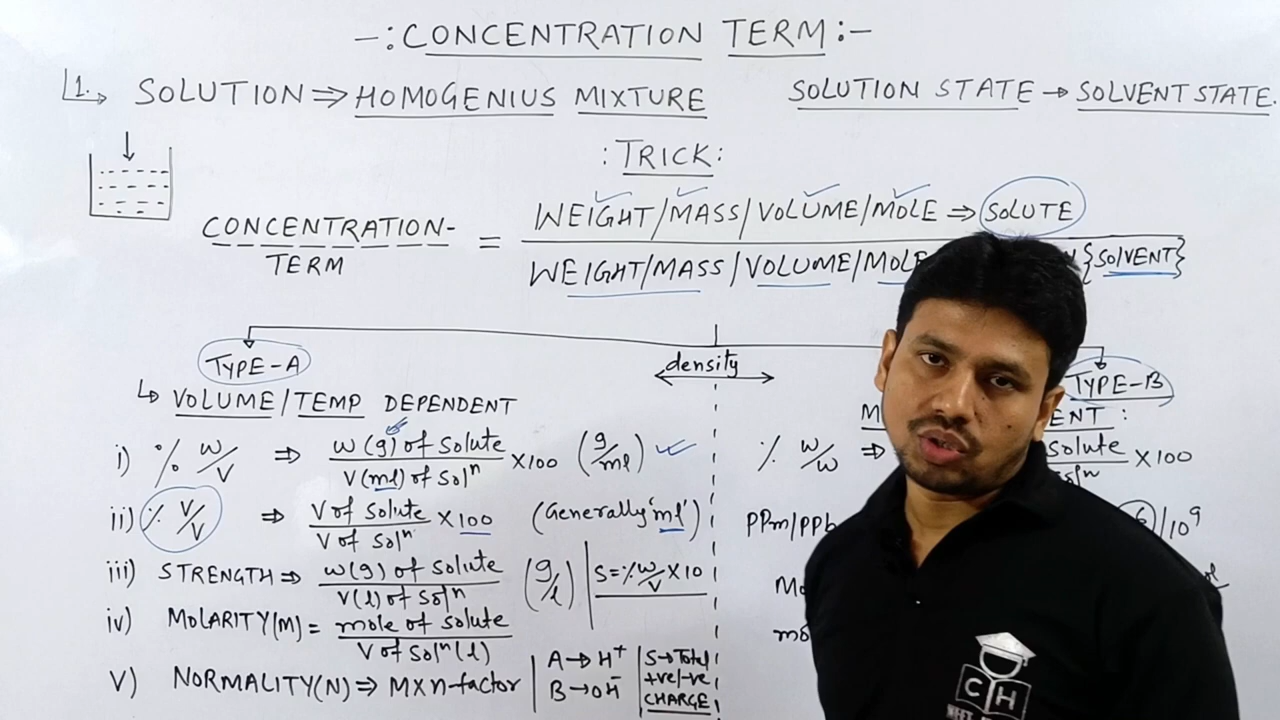 -:CONCENTRATION TERM:-
1. SOLUTION ⇒ HOMOGENIUS MIXTURE
SOLUTION STATE → SOLVENT STATE.
:TRICK:
CONCENTRATION-
TERM
=
WEIGHT/MASS/VOLUME/MOLE ⇒ SOLUTE
WEIGHT/MASS/VOLUME/MOLE {SOLVENT}
TYPE-A
density
TYPE-B
↳ VOLUME/TEMP DEPENDENT
i) % w/v ⇒ w(g) of solute / V(ml) of Solⁿ ×100 (g/ml)
ii) % v/v ⇒ V of Solute / V of Solⁿ ×100 (Generally 'ml')
iii) STRENGTH ⇒ w(g) of solute / V(l) of Solⁿ (g/l) | S=% w/v ×10
iv) MOLARITY(M) = mole of solute / V of Solⁿ(l)
V) NORMALITY(N) ⇒ M×n-factor | A→H⁺ B→OH⁻ | S→Total +ve/-ve CHARGE
% w/w ⇒ Solute ×100
PPm/PPb /10⁹
CH